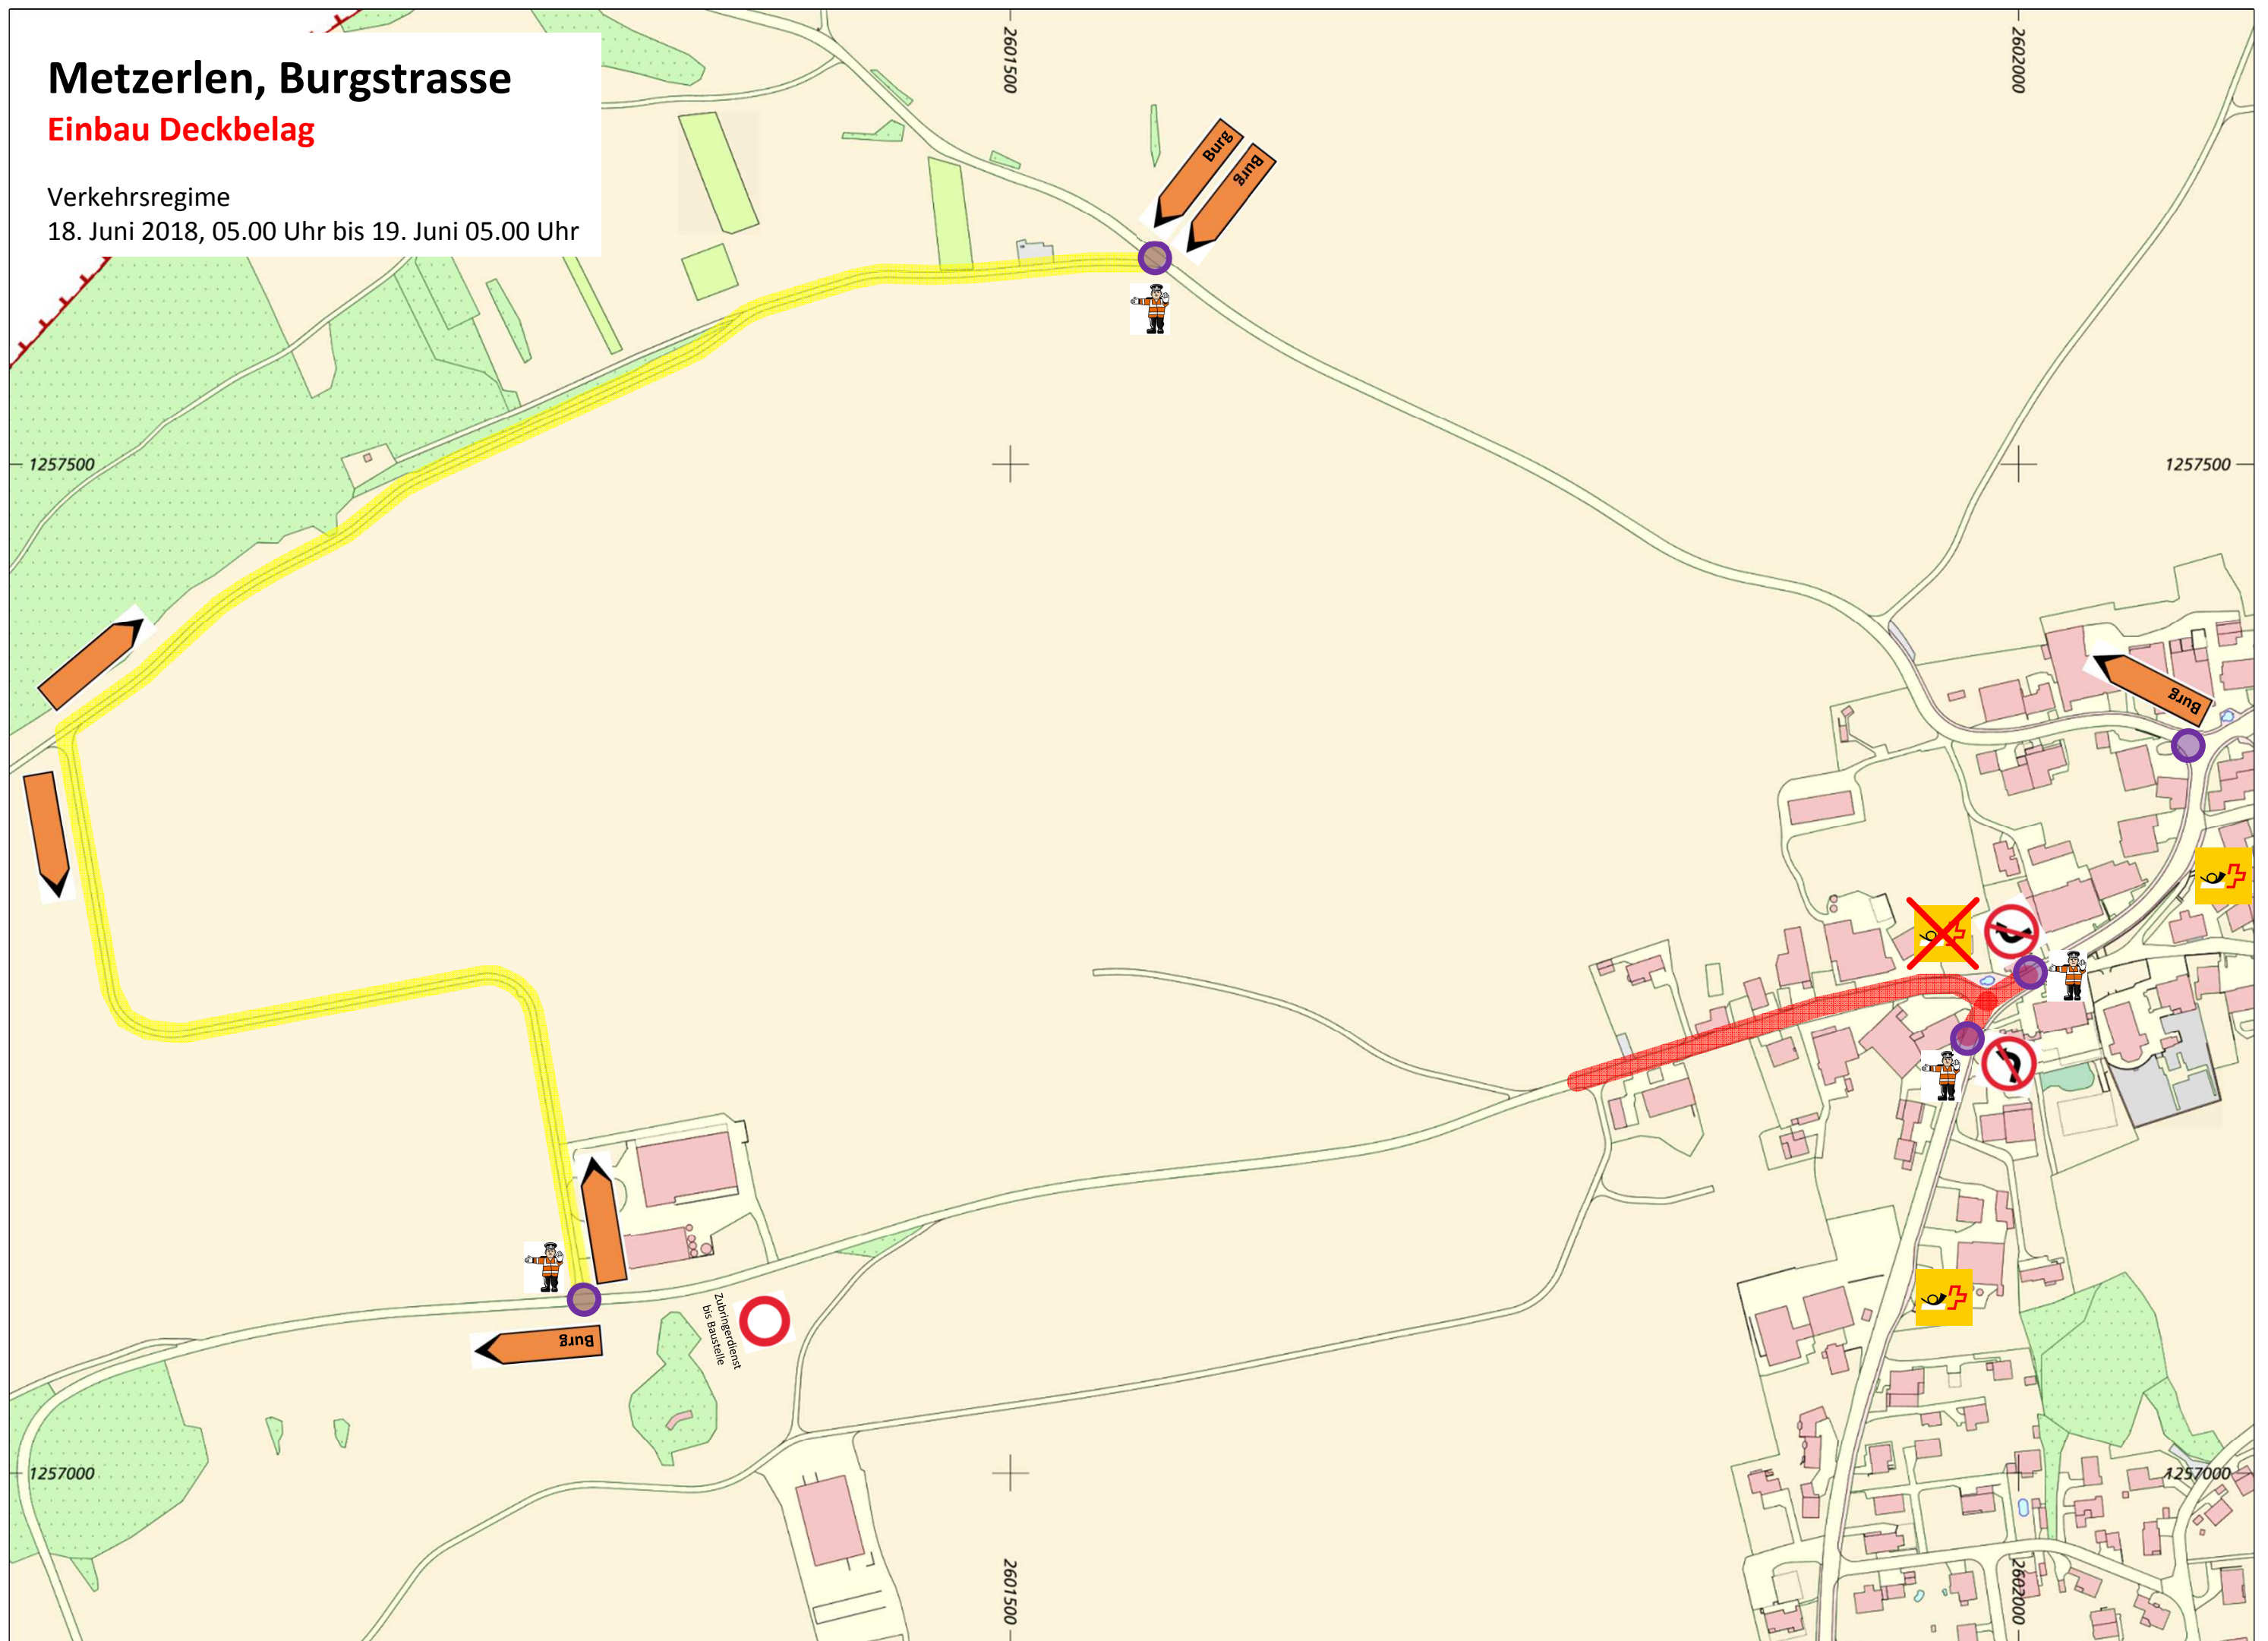 Metzerlen, Burgstrasse
Einbau Deckbelag
Verkehrsregime
18. Juni 2018, 05.00 Uhr bis 19. Juni 05.00 Uhr
2601500
2602000
Burg
Burg
1257500
1257500
Burg
Zubringerdienst
bis Baustelle
Burg
1257000
1257000
2601500
2602000